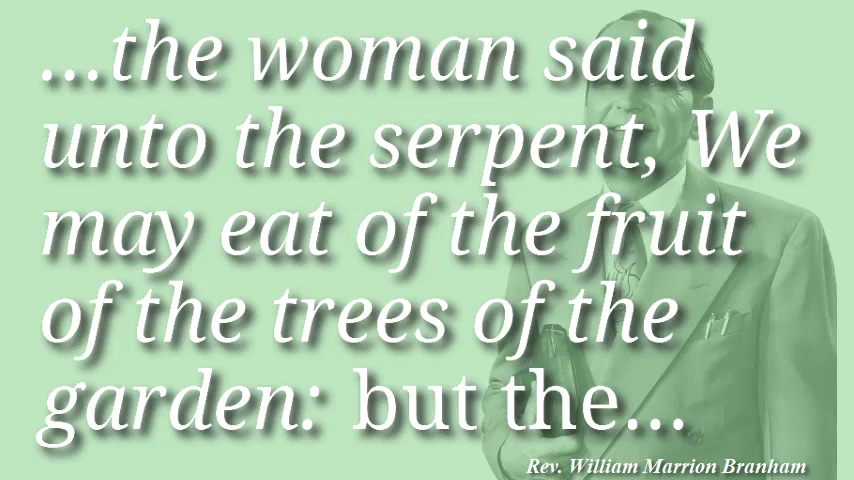 ...the woman said
unto the serpent, We
may eat of the fruit
of the trees of the
garden: but the...
Rev. William Marrion Branham